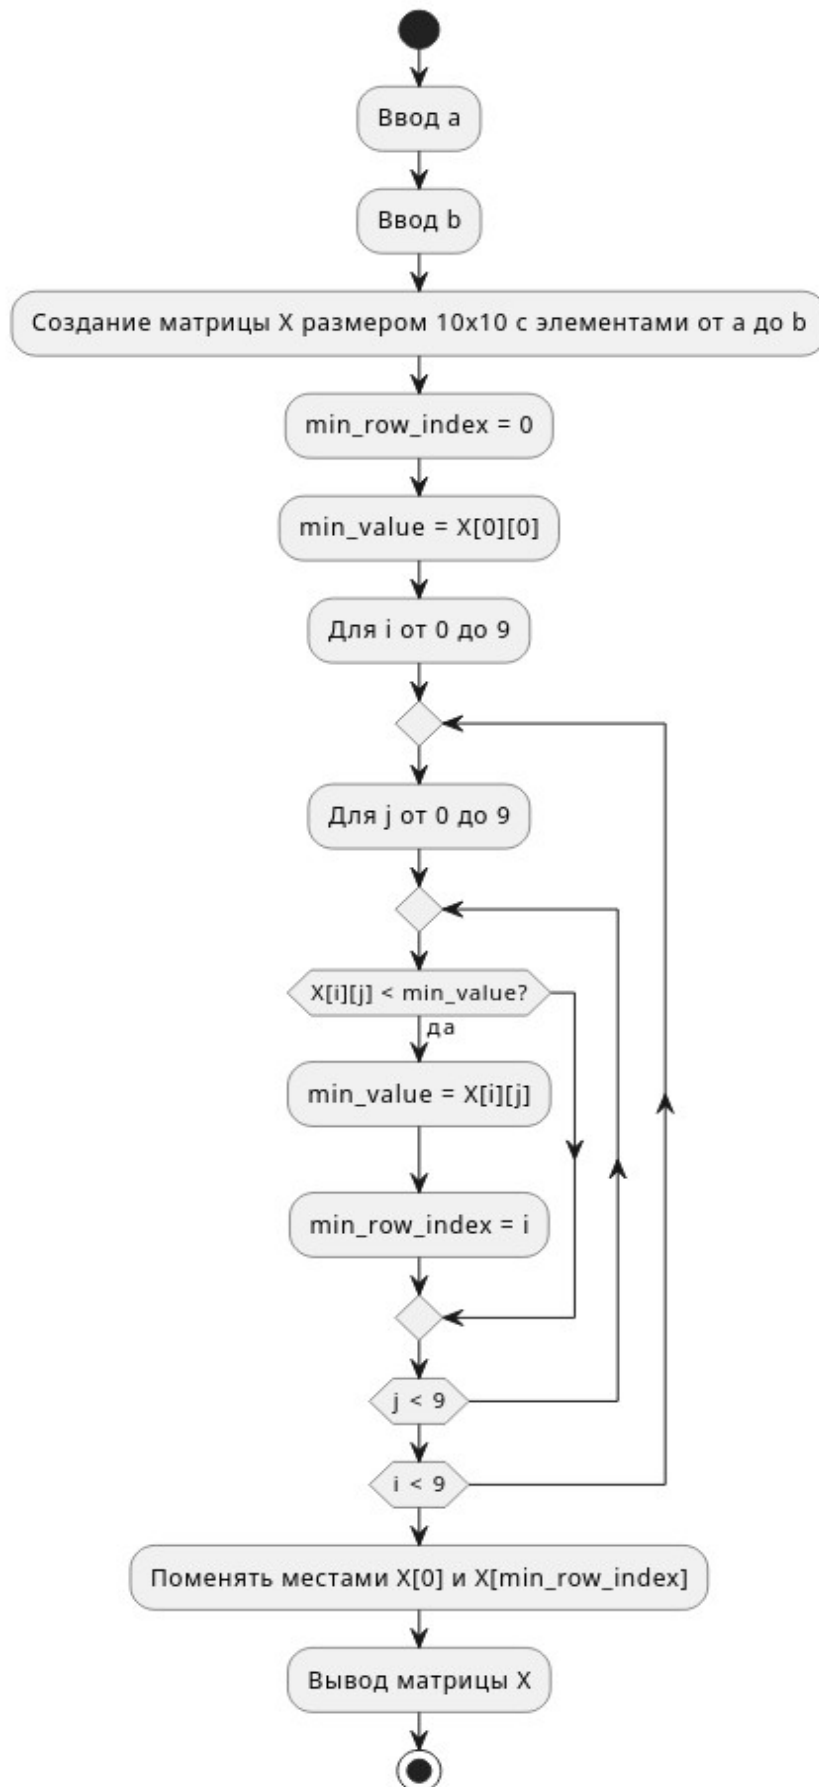 Ввод a
Ввод b
Создание матрицы X размером 10x10 с элементами от a до b
min_row_index = 0
min_value = X[0][0]
Для i от 0 до 9
Для j от 0 до 9
X[i][j] < min_value?
да
min_value = X[i][j]
min_row_index = i
j < 9
i < 9
Поменять местами X[0] и X[min_row_index]
Вывод матрицы X